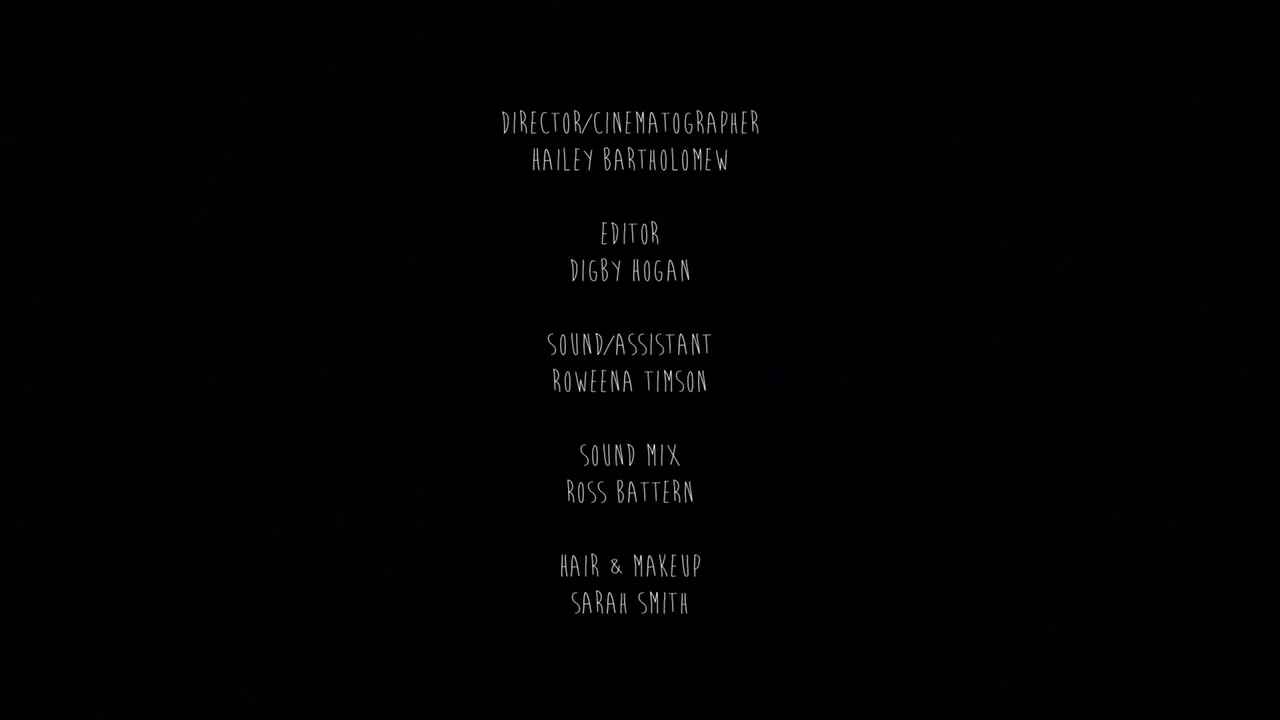 DIRECTOR/CINEMATOGRAPHER
HAILEY BARTHOLOMEW
EDITOR
DIGBY HOGAN
SOUND/ASSISTANT
ROWEENA TIMSON
SOUND MIX
ROSS BATTERN
HAIR & MAKEUP
SARAH SMITH